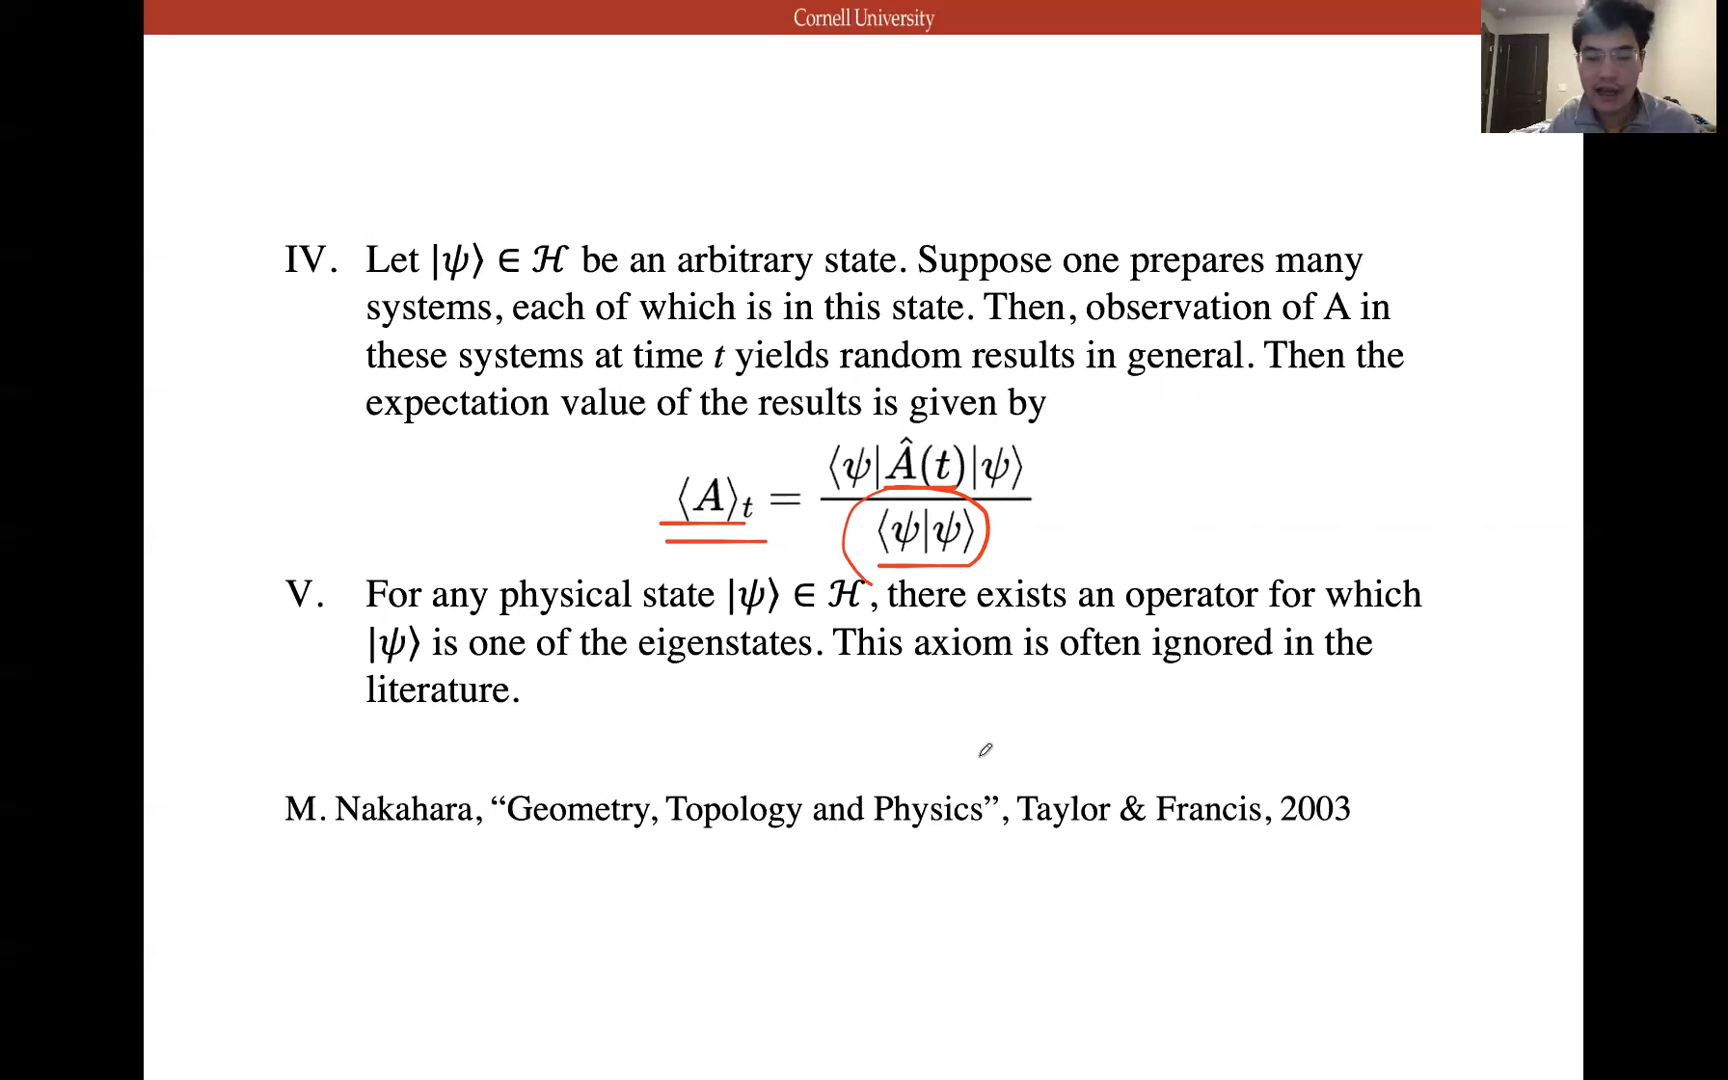 Cornell University
IV. Let |ψ⟩ ∈ ℋ be an arbitrary state. Suppose one prepares many
systems, each of which is in this state. Then, observation of A in
these systems at time t yields random results in general. Then the
expectation value of the results is given by
⟨A⟩ₜ = ⟨ψ|Â(t)|ψ⟩ / ⟨ψ|ψ⟩
V. For any physical state |ψ⟩ ∈ ℋ, there exists an operator for which
|ψ⟩ is one of the eigenstates. This axiom is often ignored in the
literature.
M. Nakahara, “Geometry, Topology and Physics”, Taylor & Francis, 2003